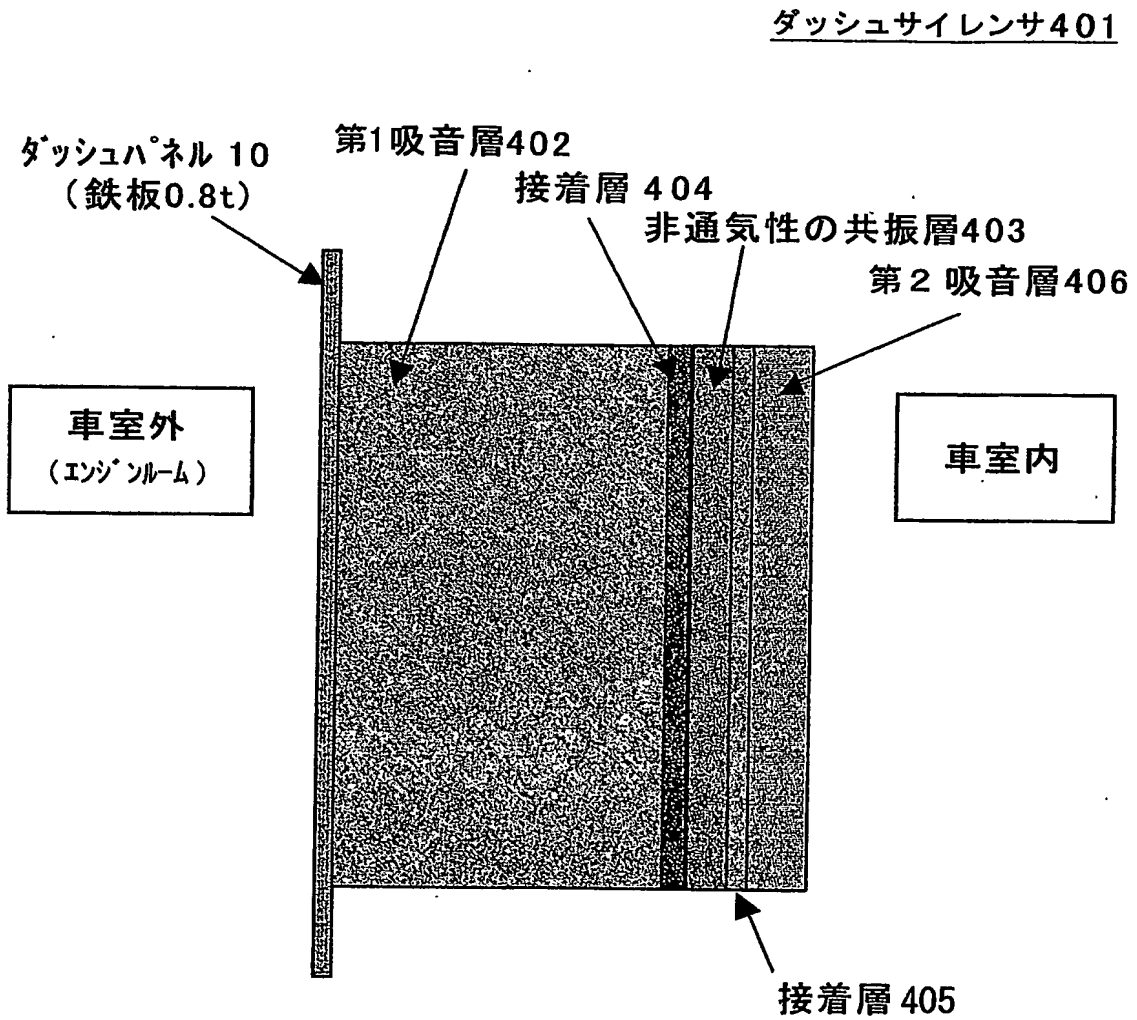 ダッシュサイレンサ401
ダッシュパネル 10
（鉄板0.8t）
第1吸音層402
接着層 404
非通気性の共振層403
第2 吸音層406
車室外
（エンジンルーム）
車室内
接着層 405